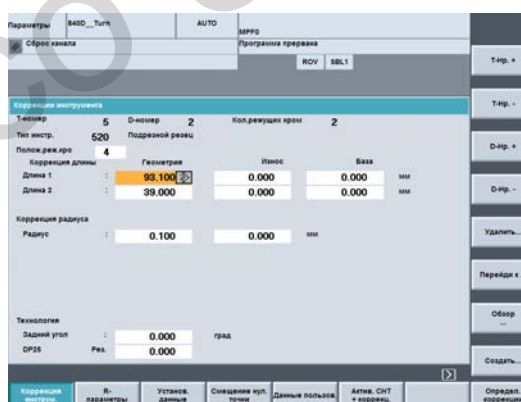 Параметры 840D__Turn AUTO MPF0
Сброс канала Программа прервана
ROV SBL1
Коррекции инструмента
Т-номер 5 D-номер 2 Кол.режущих кром 2
Тип инстр. 520 Подрезной резец
Полож.реж.кро 4
Коррекция длины Геометрия Износ База
Длина 1 : 93.100 0.000 0.000 мм
Длина 2 : 39.000 0.000 0.000 мм
Коррекция радиуса
Радиус : 0.100 0.000 мм
Технология
Задний угол : 0.000 град
DP25 Рез. 0.000
Т-Нр. +
Т-Нр. -
D-Нр. +
D-Нр. -
Удалить...
Перейди к
Обзор
...
Создать...
Коррекция инструм. R-параметры Установ. данные Смещение нул. точки Данные пользов. Актив. СНТ + коррекц. Определ. коррекции